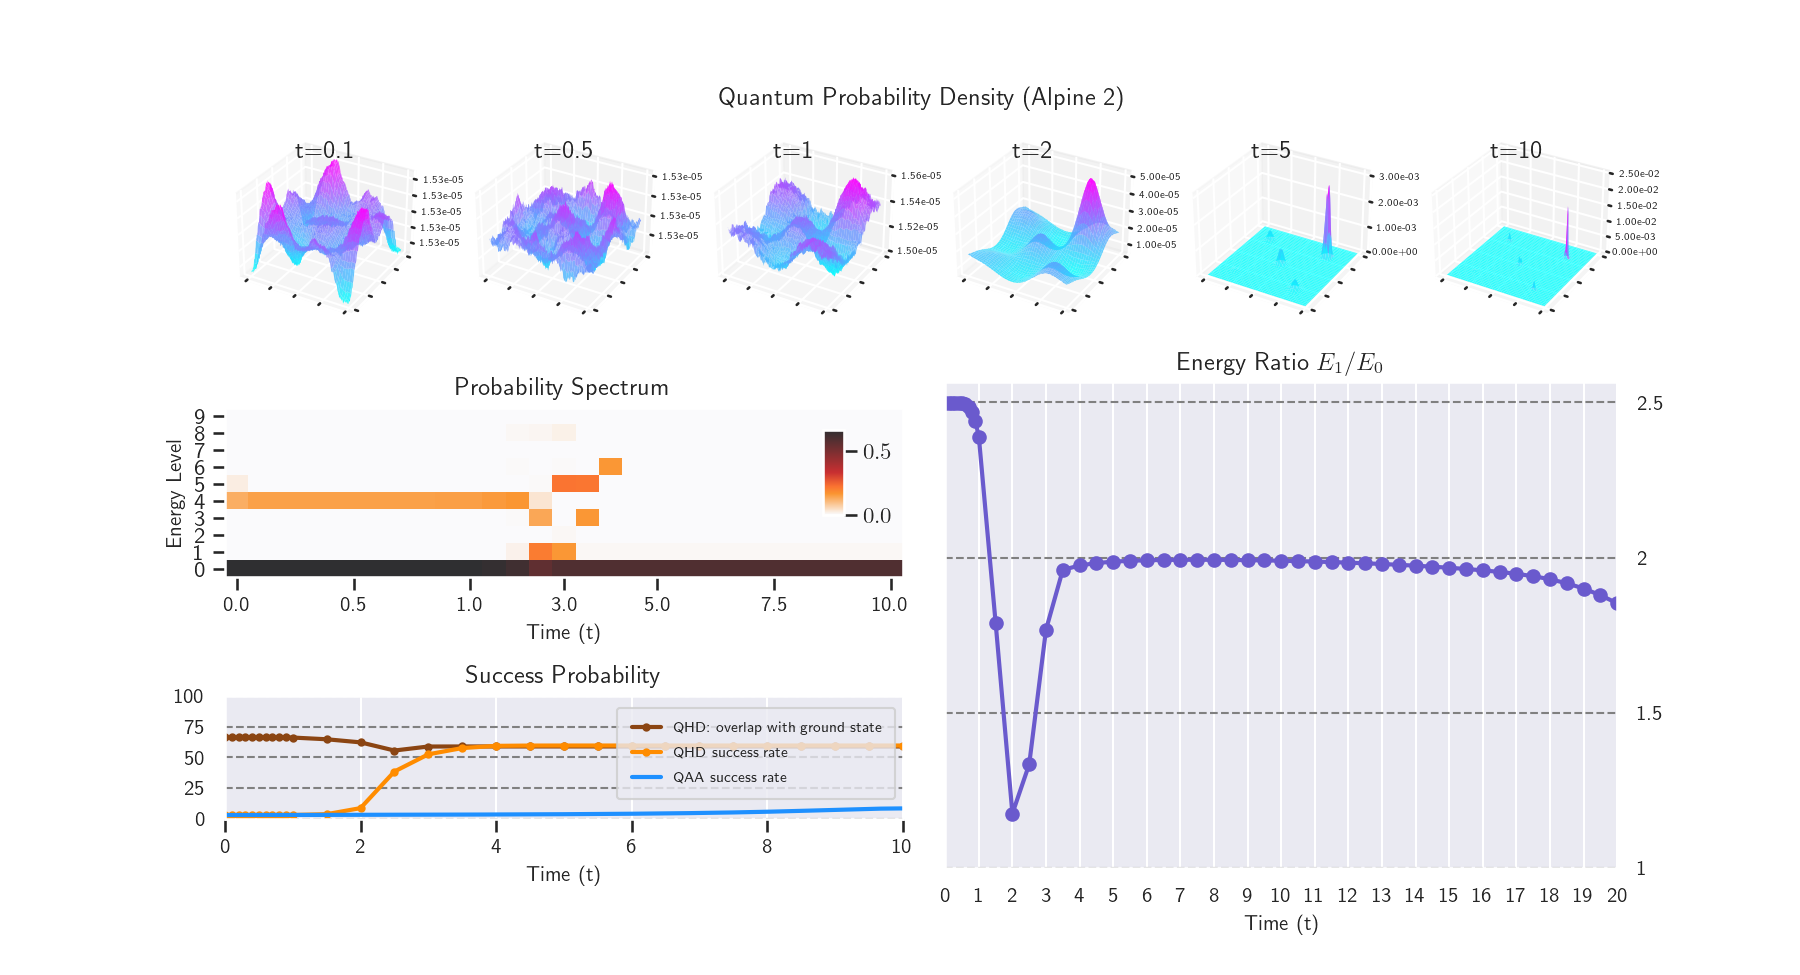 Quantum Probability Density (Alpine 2)
t=0.1 t=0.5 t=1 t=2 t=5 t=10
1.53e-05
1.53e-05
1.53e-05
1.53e-05
1.53e-05
1.53e-05
1.53e-05
1.53e-05
1.53e-05
1.56e-05
1.54e-05
1.52e-05
1.50e-05
5.00e-05
4.00e-05
3.00e-05
2.00e-05
1.00e-05
3.00e-03
2.00e-03
1.00e-03
0.00e+00
2.50e-02
2.00e-02
1.50e-02
1.00e-02
5.00e-03
0.00e+00
Probability Spectrum
Energy Level
9
8
7
6
5
4
3
2
1
0
0.5
0.0
0.0 0.5 1.0 3.0 5.0 7.5 10.0
Time (t)
Success Probability
100
75
50
25
0
QHD: overlap with ground state
QHD success rate
QAA success rate
0 2 4 6 8 10
Time (t)
Energy Ratio E₁/E₀
2.5
2
1.5
1
0 1 2 3 4 5 6 7 8 9 10 11 12 13 14 15 16 17 18 19 20
Time (t)